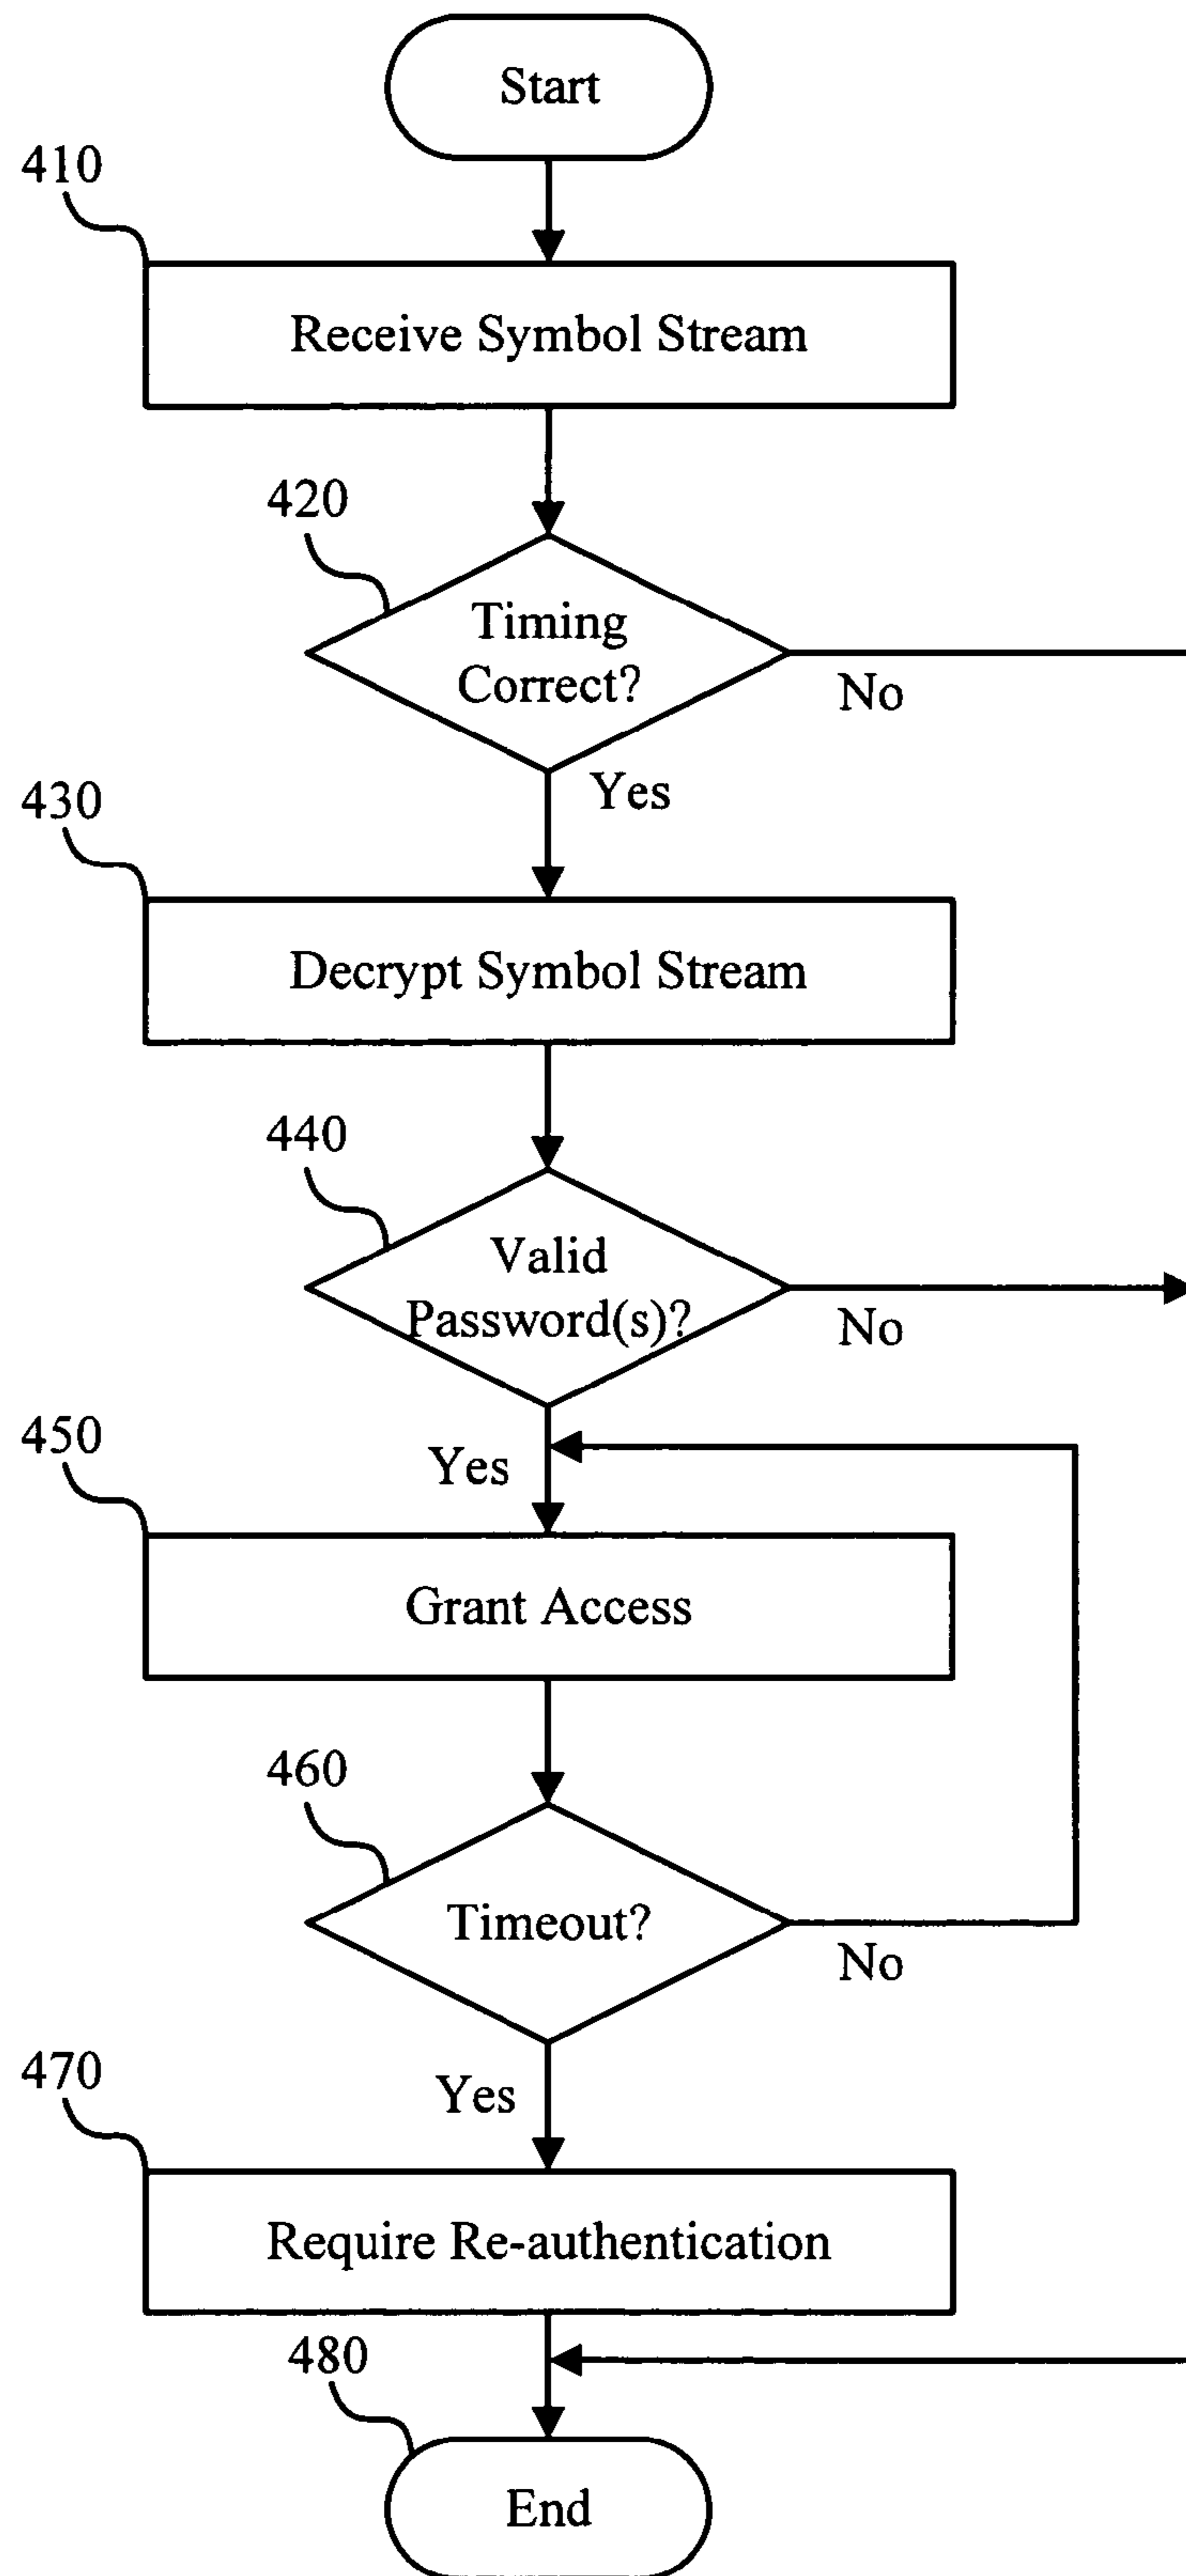 Start
410
Receive Symbol Stream
420
Timing
Correct?
No
Yes
430
Decrypt Symbol Stream
440
Valid
Password(s)?
No
Yes
450
Grant Access
460
Timeout?
No
Yes
470
Require Re-authentication
480
End